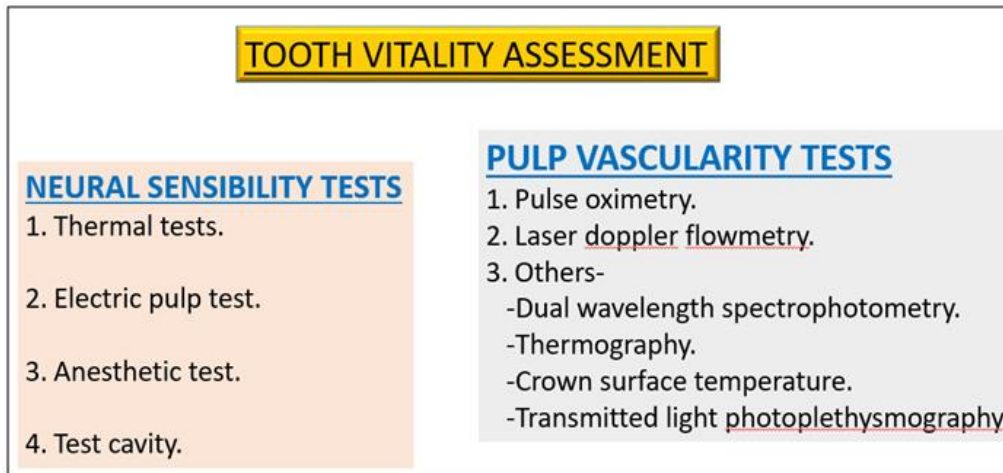 TOOTH VITALITY ASSESSMENT
NEURAL SENSIBILITY TESTS
1. Thermal tests.
2. Electric pulp test.
3. Anesthetic test.
4. Test cavity.
PULP VASCULARITY TESTS
1. Pulse oximetry.
2. Laser doppler flowmetry.
3. Others-
-Dual wavelength spectrophotometry.
-Thermography.
-Crown surface temperature.
-Transmitted light photoplethysmography